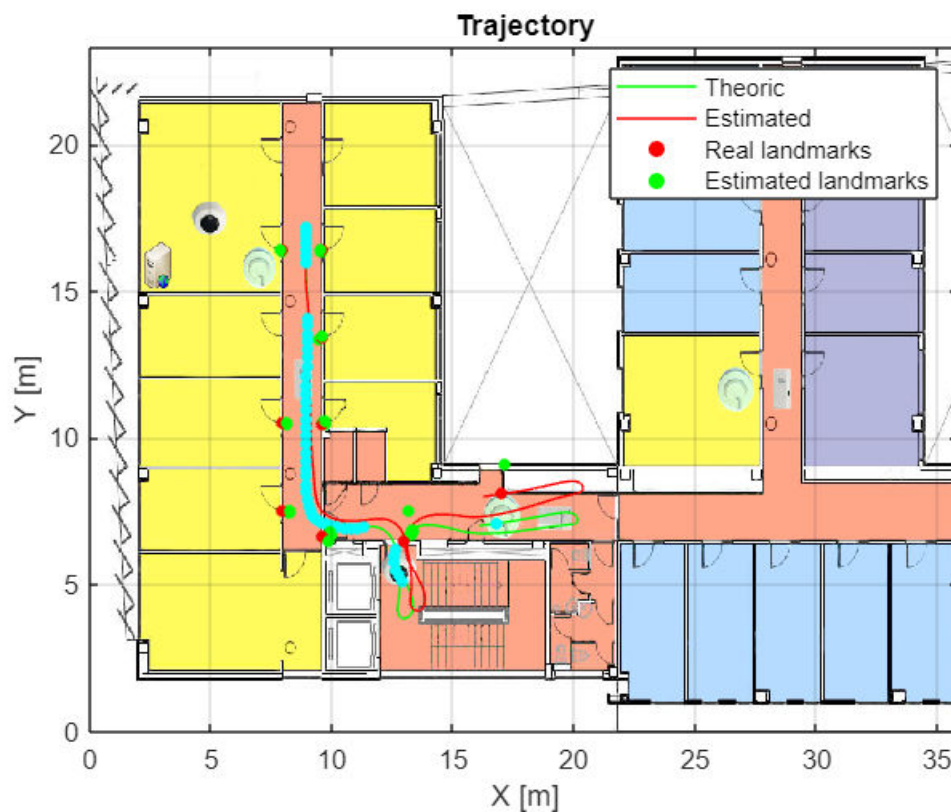 Trajectory
Theoric
Estimated
Real landmarks
Estimated landmarks
20
15
10
5
0
Y [m]
0 5 10 15 20 25 30 35
X [m]